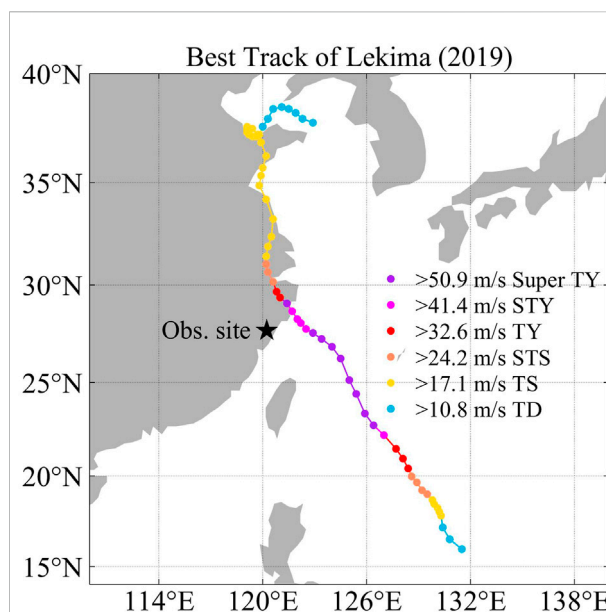 Best Track of Lekima (2019)
40°N
35°N
30°N
25°N
20°N
15°N
Obs. site
>50.9 m/s Super TY
>41.4 m/s STY
>32.6 m/s TY
>24.2 m/s STS
>17.1 m/s TS
>10.8 m/s TD
114°E 120°E 126°E 132°E 138°E